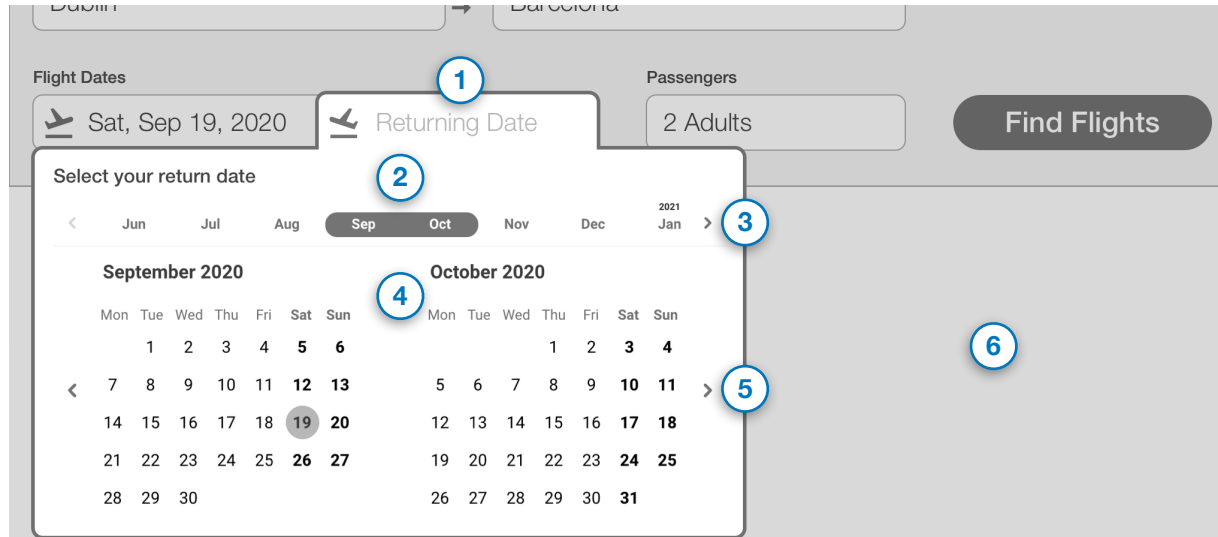 Dublin → Barcelona
Flight Dates 1 Passengers
Sat, Sep 19, 2020 Returning Date 2 Adults Find Flights
Select your return date 2
2021
< Jun Jul Aug Sep Oct Nov Dec Jan > 3
September 2020 October 2020
4
Mon Tue Wed Thu Fri Sat Sun Mon Tue Wed Thu Fri Sat Sun
1 2 3 4 5 6 1 2 3 4
6
< 7 8 9 10 11 12 13 5 6 7 8 9 10 11 > 5
14 15 16 17 18 19 20 12 13 14 15 16 17 18
21 22 23 24 25 26 27 19 20 21 22 23 24 25
28 29 30 26 27 28 29 30 31